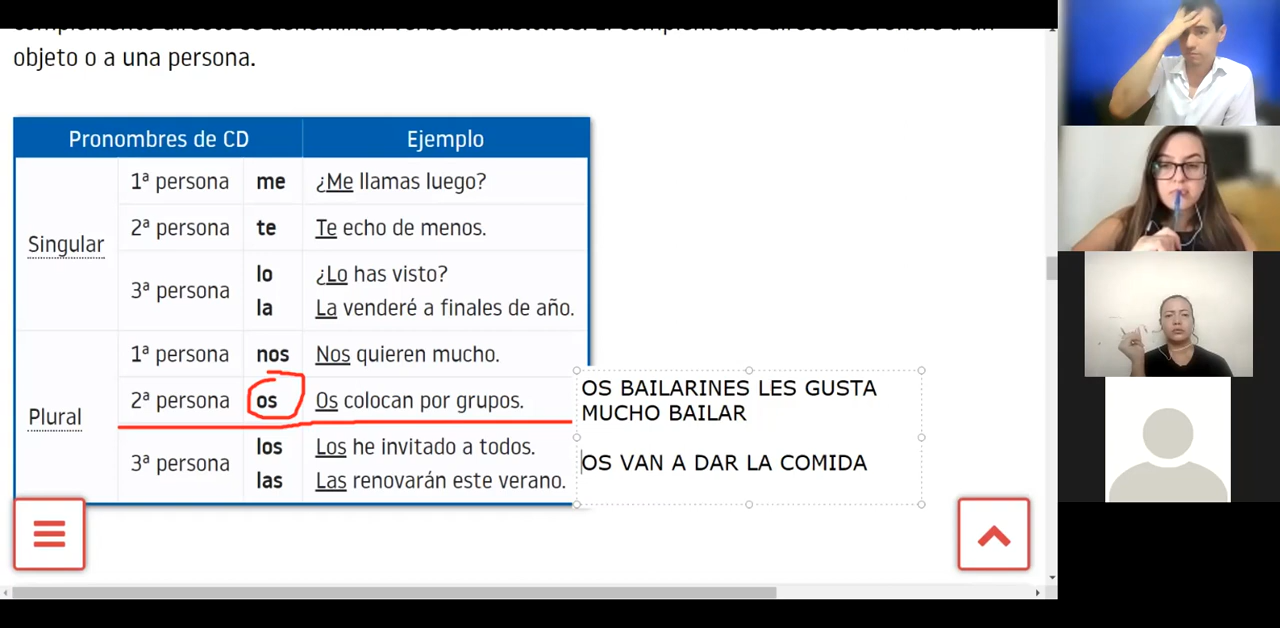 objeto o a una persona.
Pronombres de CD Ejemplo
Singular
1ª persona me ¿Me llamas luego?
2ª persona te Te echo de menos.
3ª persona lo ¿Lo has visto?
la La venderé a finales de año.
Plural
1ª persona nos Nos quieren mucho.
2ª persona os Os colocan por grupos.
3ª persona los Los he invitado a todos.
las Las renovarán este verano.
OS BAILARINES LES GUSTA
MUCHO BAILAR
OS VAN A DAR LA COMIDA